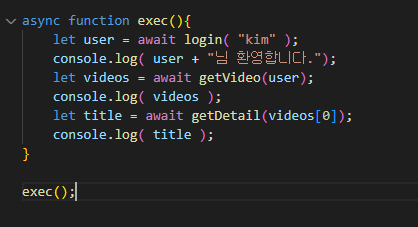 async function exec(){
let user = await login( "kim" );
console.log( user + "님 환영합니다.");
let videos = await getVideo(user);
console.log( videos );
let title = await getDetail(videos[0]);
console.log( title );
}
exec();